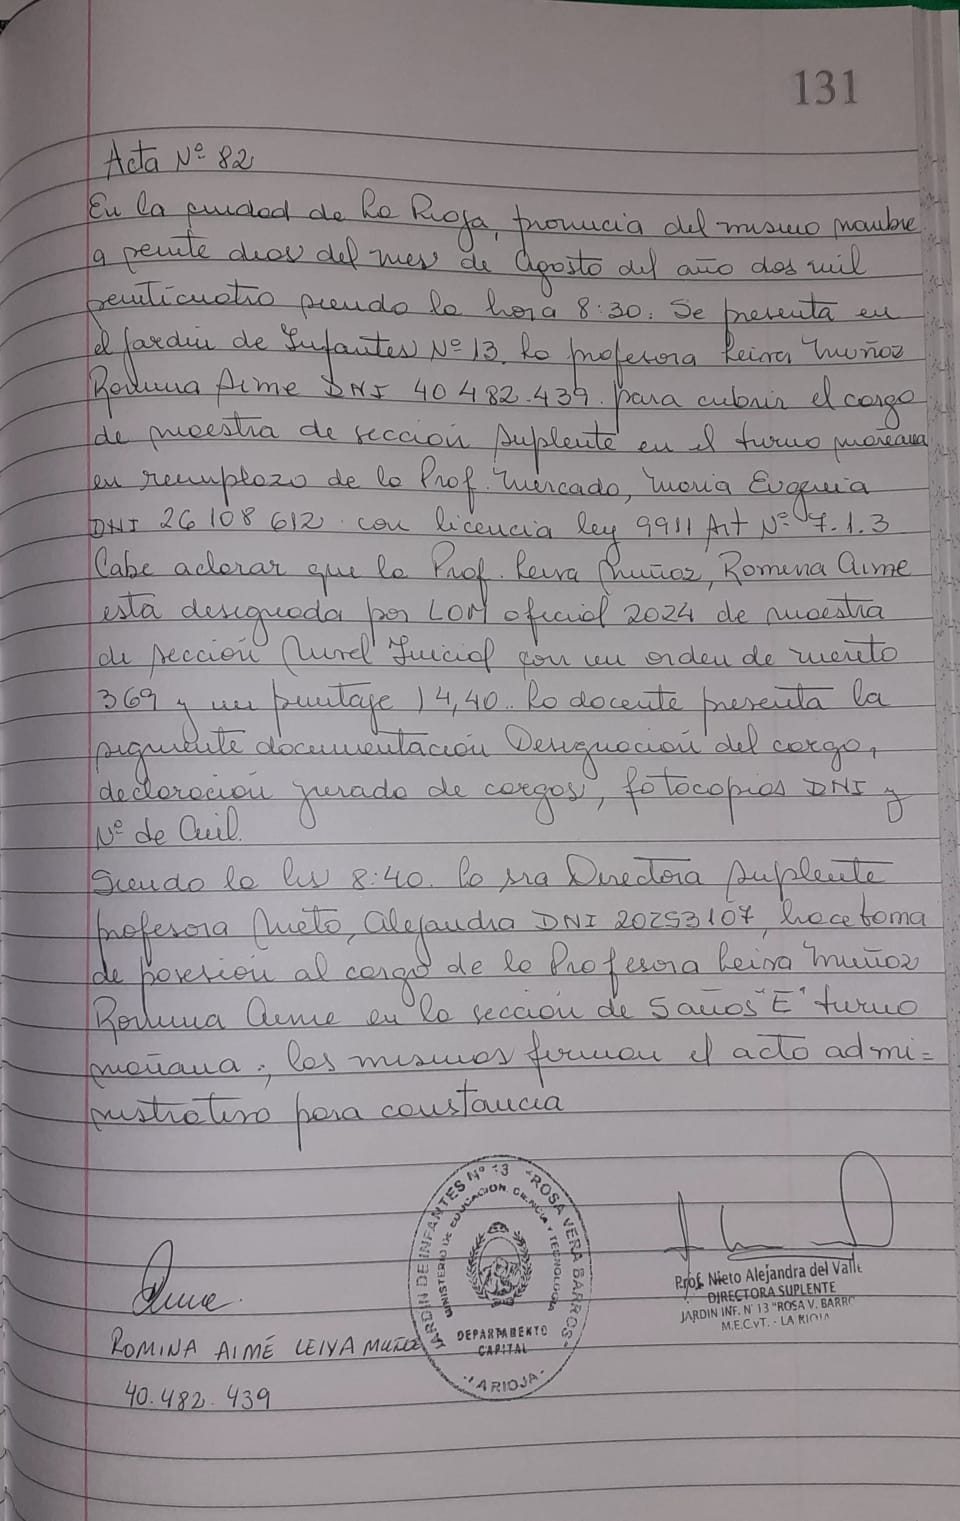 131
Acta Nº 82
En la ciudad de La Rioja, provincia del mismo nombre
a veinte dias del mes de Agosto del año dos mil
veinticuatro siendo la hora 8:30. Se presenta en
el Jardin de Infantes Nº 13. La profesora Leiva Muñoz
Romina Aime DNI 40 482.439. para cubrir el cargo
de maestra de sección suplente en el turno mañana
en remplazo de la Prof. Mercado, Maria Eugenia
DNI 26 108 612. con licencia ley 9911 Art Nº 7.1.3
Cabe aclarar que la Prof. Leiva Muñoz, Romina Aime
está designada por LOM oficial 2024 de maestra
de sección Nivel Inicial con un orden de merito
369 y un puntaje 14,40.. La docente presenta la
siguiente documentación Designación del cargo,
declaración jurada de cargos, fotocopias DNI y
Nº de Cuil.
Siendo la hs 8:40. La sra Directora Suplente
profesora Nieto, Alejandra DNI 20253107, hace toma
de posesión al cargo de la Profesora Leiva Muñoz
Romina Aime en la sección de 5 años "E" turno
mañana; los mismos firman el acto admi=
nistrativo para constancia
JARDIN DE INFANTES Nº 13 "ROSA VERA BARROS"
MINISTERIO DE EDUCACION, CIENCIA Y TECNOLOGIA
DEPARTAMENTO
CAPITAL
LA RIOJA
Prof. Nieto Alejandra del Valle
DIRECTORA SUPLENTE
JARDIN INF. Nº 13 "ROSA V. BARRO
M.E.C.yT. - LA RIOJA
Aime
ROMINA AIMÉ LEIVA MUÑOZ
40.482.439